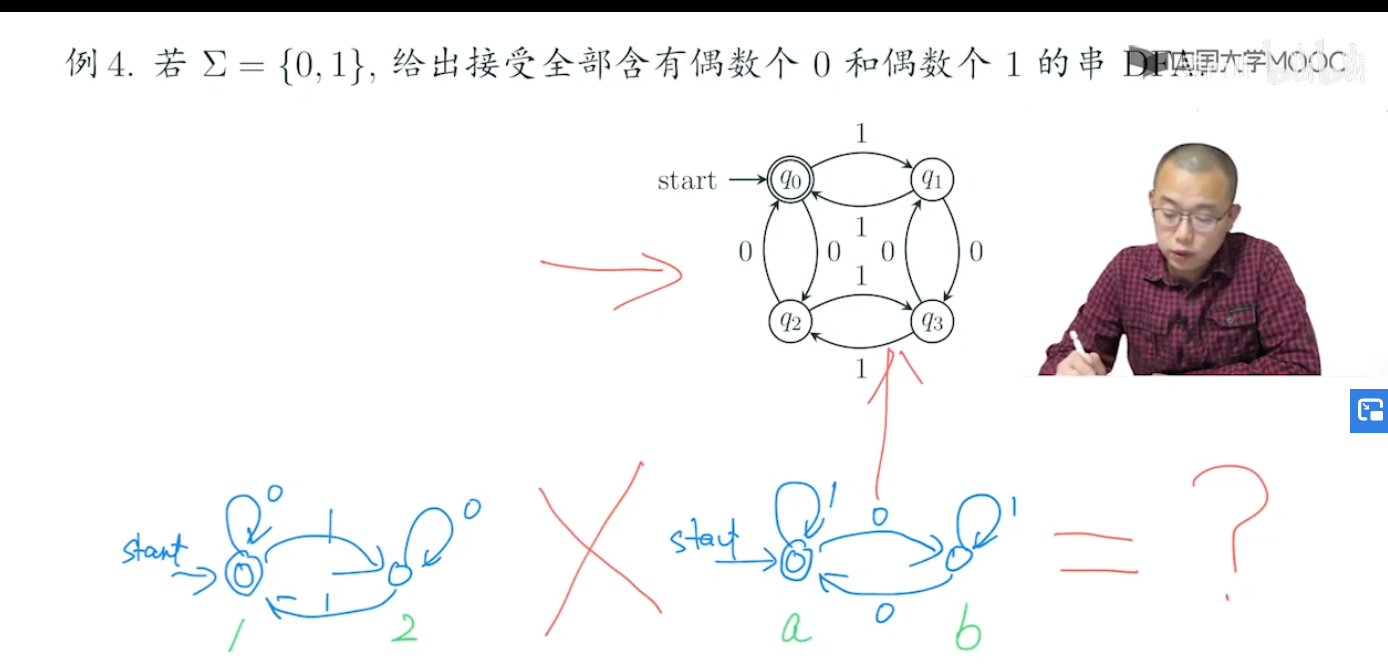 例 4. 若 Σ = {0, 1}, 给出接受全部含有偶数个 0 和偶数个 1 的串 DFA.
中国大学MOOC
bilibili
1
start q0 q1
1
0 0 0 0
1
q2 q3
1
0 1 0 × 1 0 1 = ?
start start
1 0
1 2 a b